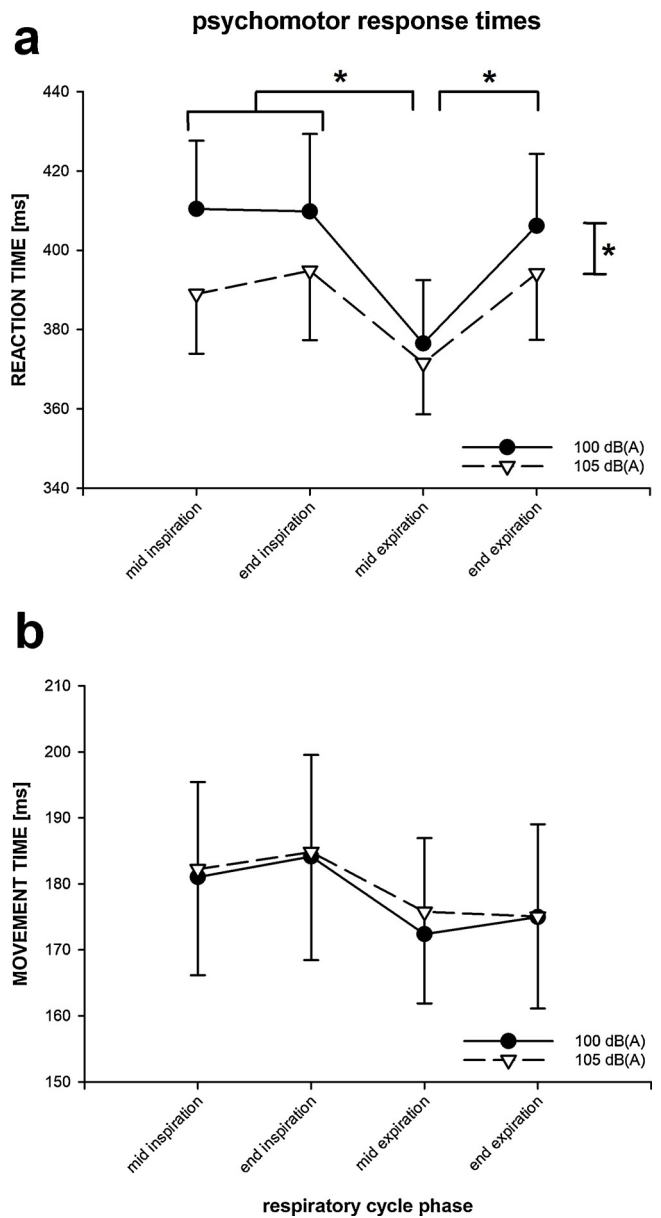 psychomotor response times
a
*
*
*
440
420
400
380
360
340
REACTION TIME [ms]
100 dB(A)
105 dB(A)
mid inspiration
end inspiration
mid expiration
end expiration
b
210
200
190
180
170
160
150
MOVEMENT TIME [ms]
100 dB(A)
105 dB(A)
mid inspiration
end inspiration
mid expiration
end expiration
respiratory cycle phase